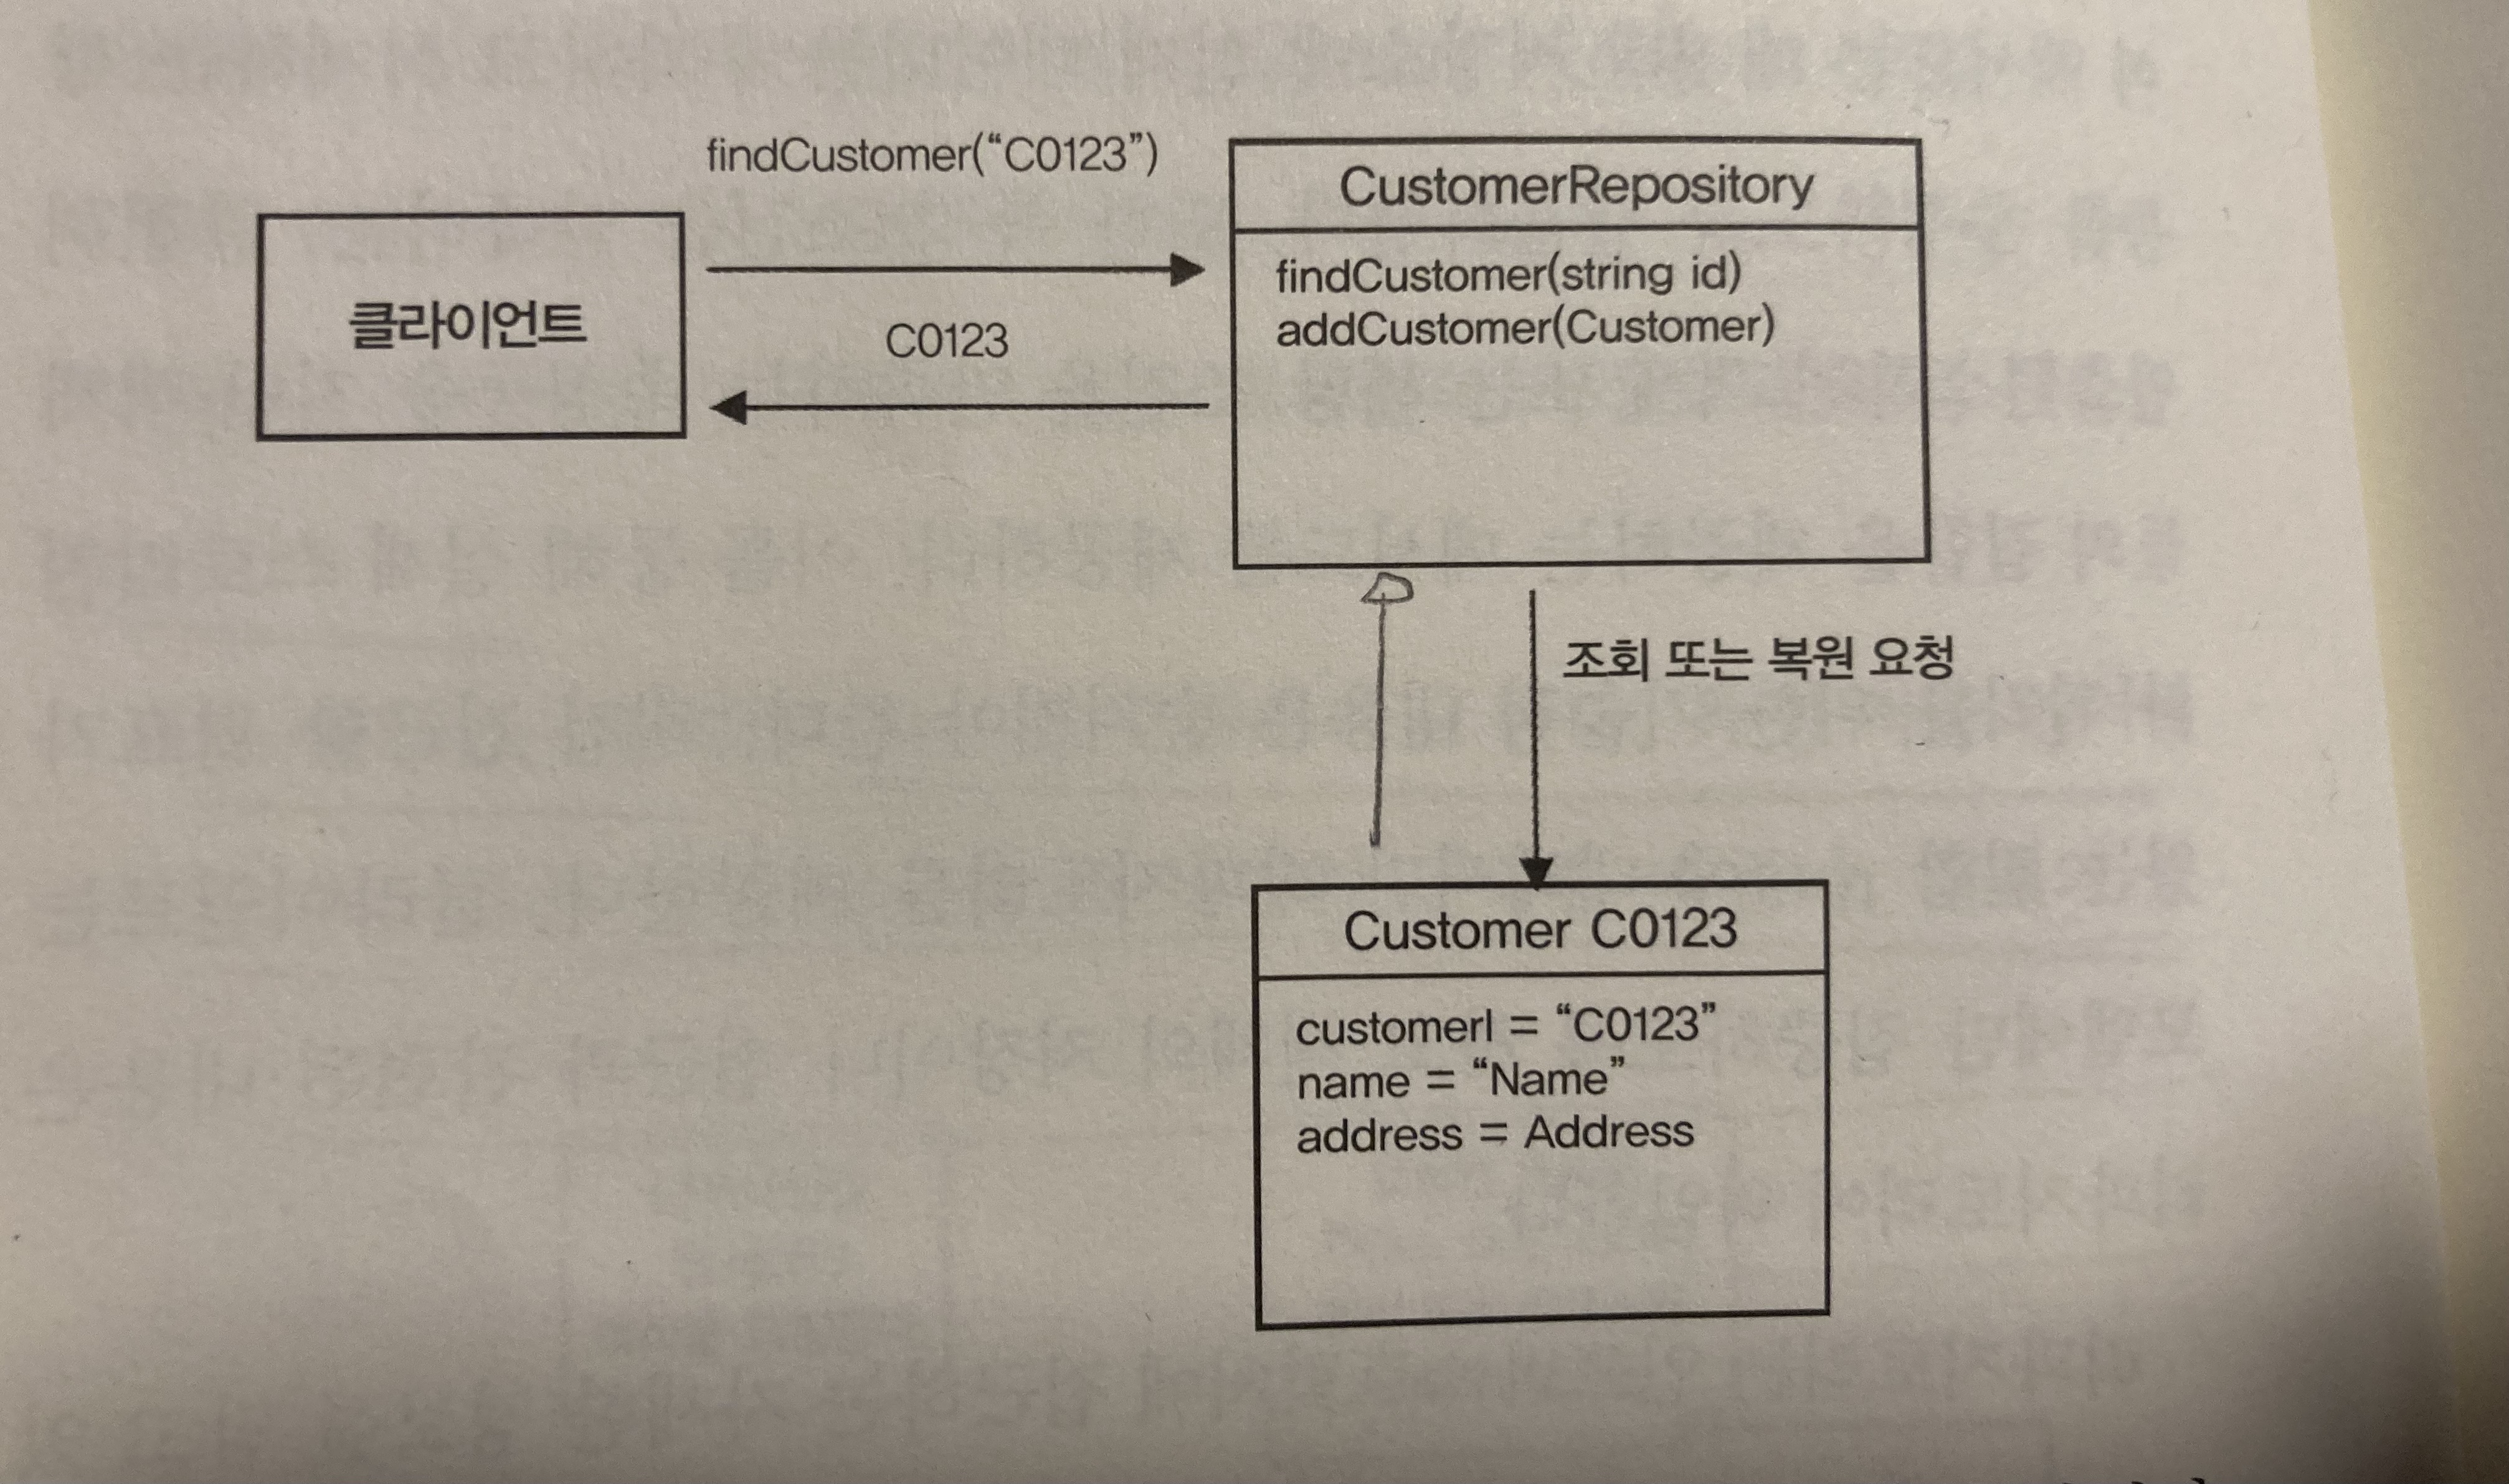 findCustomer(“C0123”)
클라이언트
C0123
CustomerRepository
findCustomer(string id)
addCustomer(Customer)
조회 또는 복원 요청
Customer C0123
customerI = “C0123”
name = “Name”
address = Address